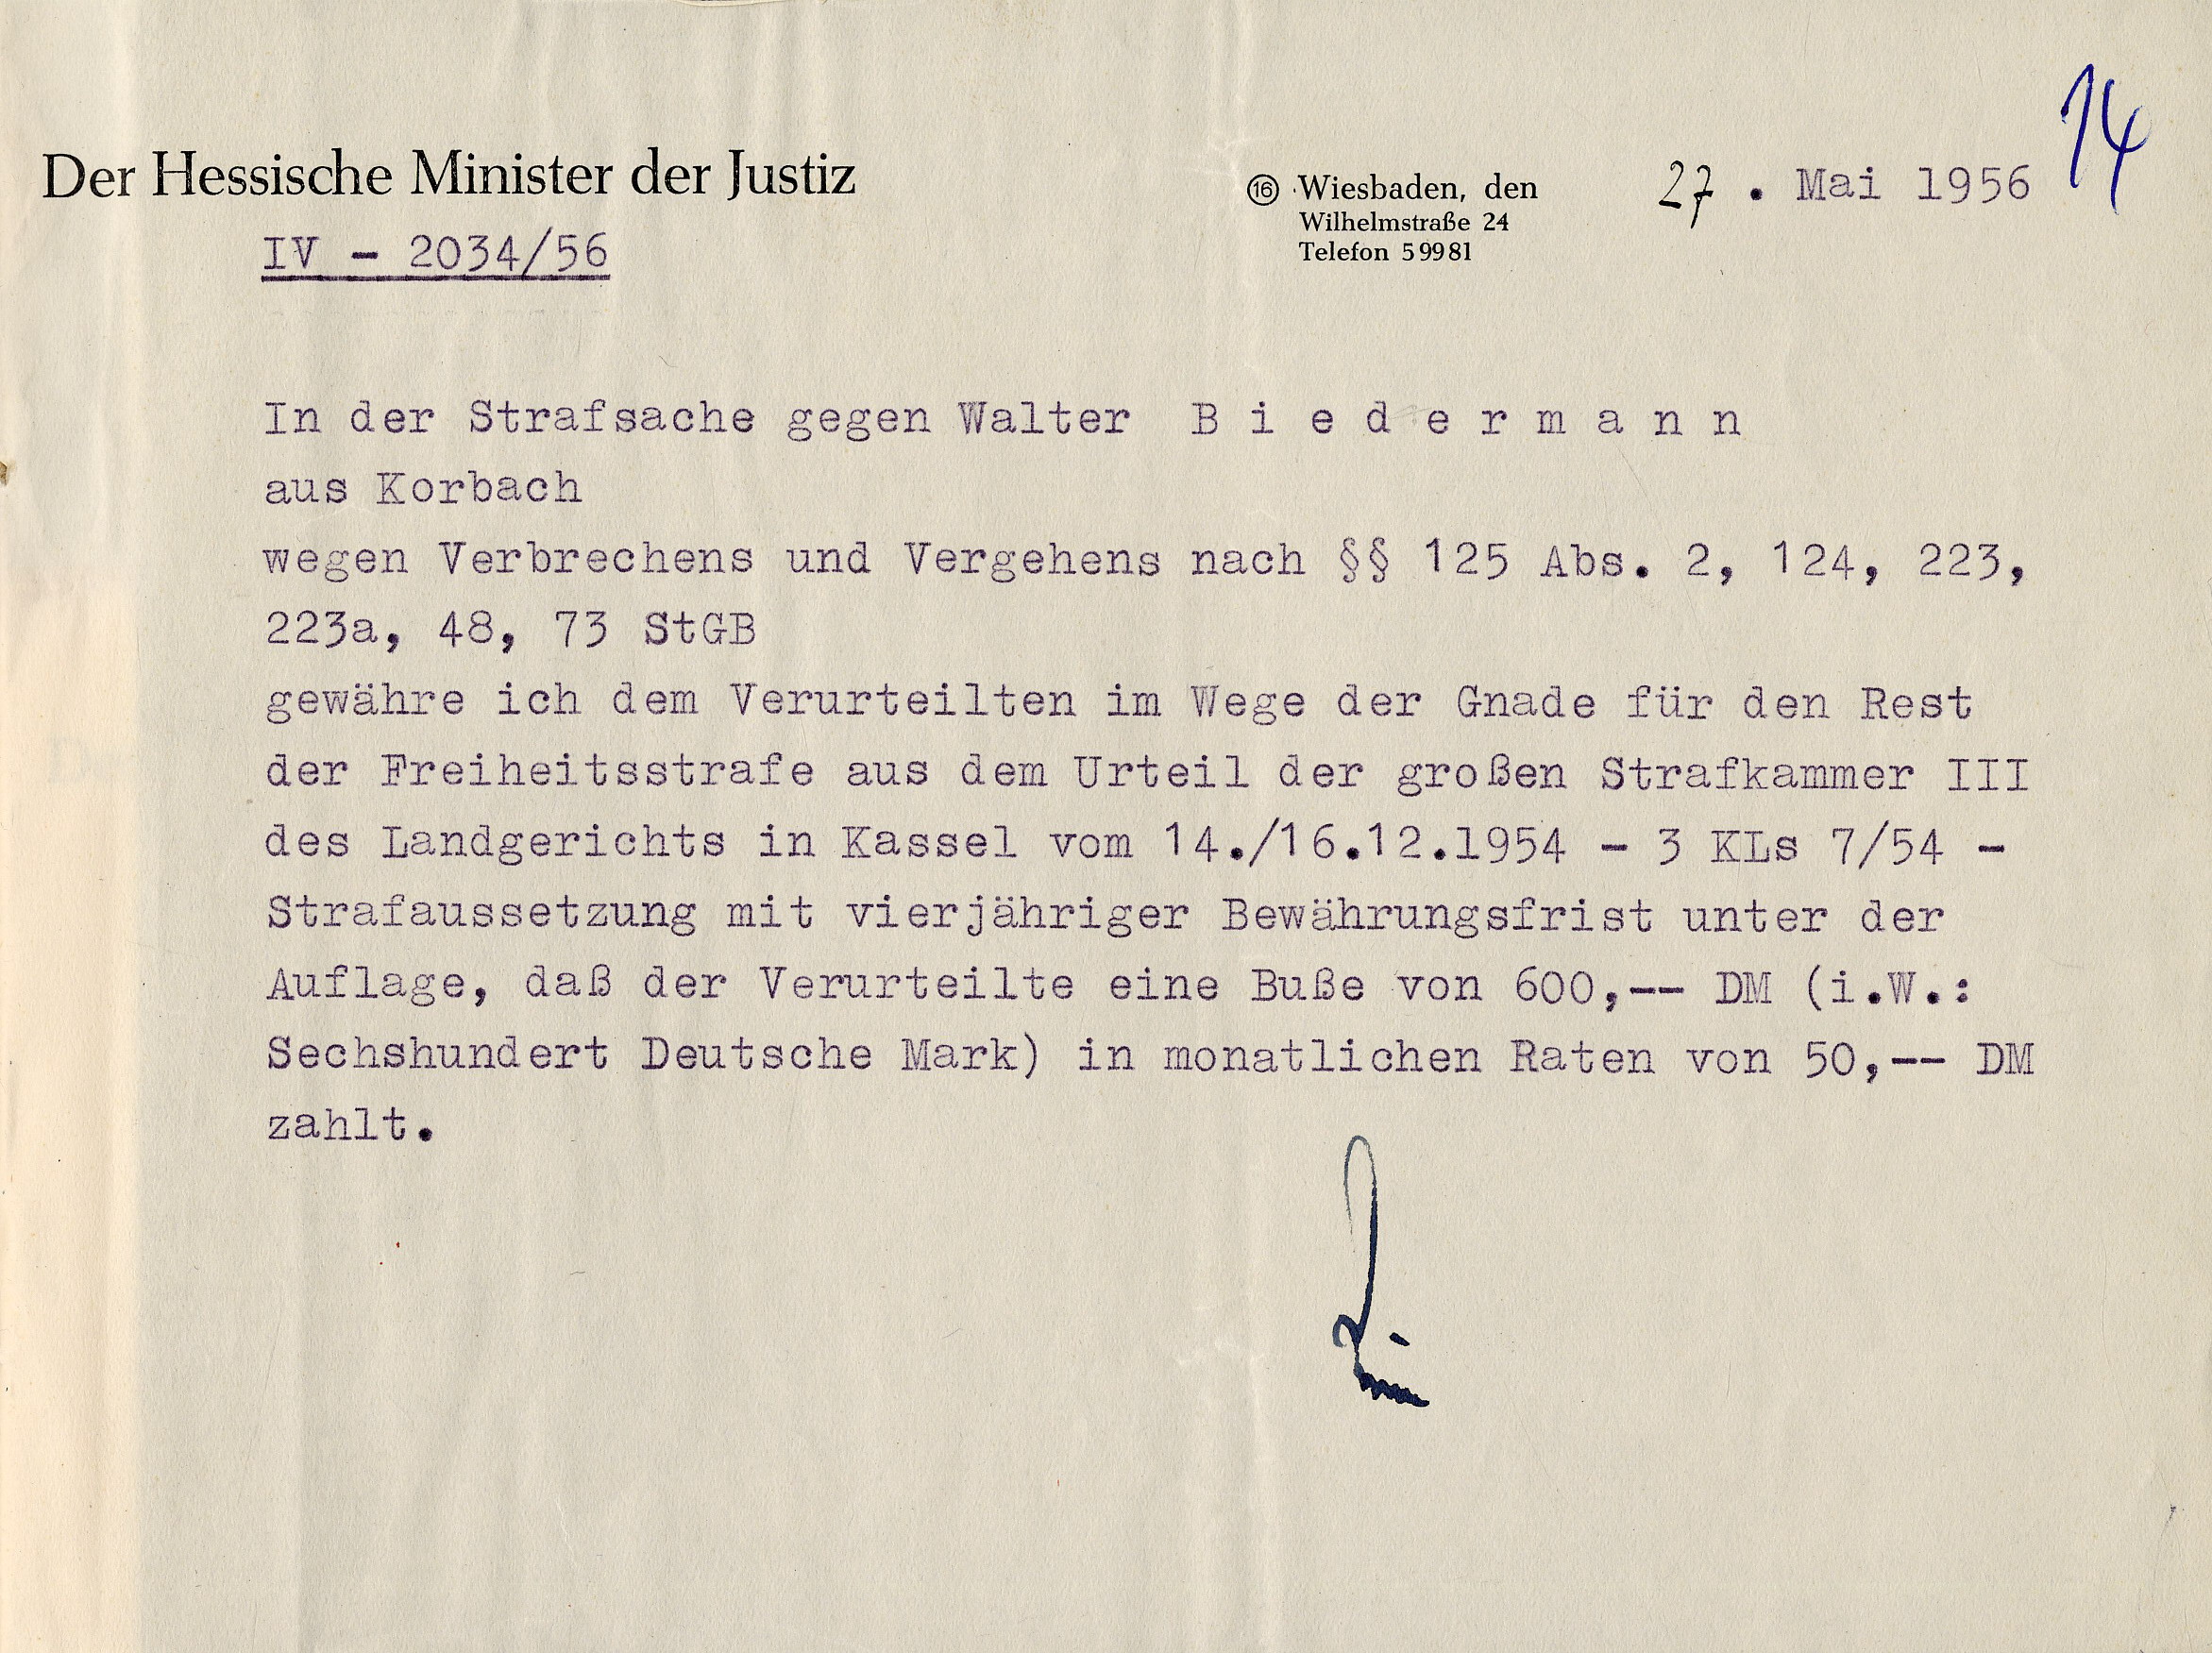 14
Der Hessische Minister der Justiz
⑯ Wiesbaden, den 27. Mai 1956
Wilhelmstraße 24
Telefon 59981
IV - 2034/56
In der Strafsache gegen Walter B i e d e r m a n n
aus Korbach
wegen Verbrechens und Vergehens nach §§ 125 Abs. 2, 124, 223,
223a, 48, 73 StGB
gewähre ich dem Verurteilten im Wege der Gnade für den Rest
der Freiheitsstrafe aus dem Urteil der großen Strafkammer III
des Landgerichts in Kassel vom 14./16.12.1954 - 3 KLs 7/54 -
Strafaussetzung mit vierjähriger Bewährungsfrist unter der
Auflage, daß der Verurteilte eine Buße von 600,-- DM (i.W.:
Sechshundert Deutsche Mark) in monatlichen Raten von 50,-- DM
zahlt.